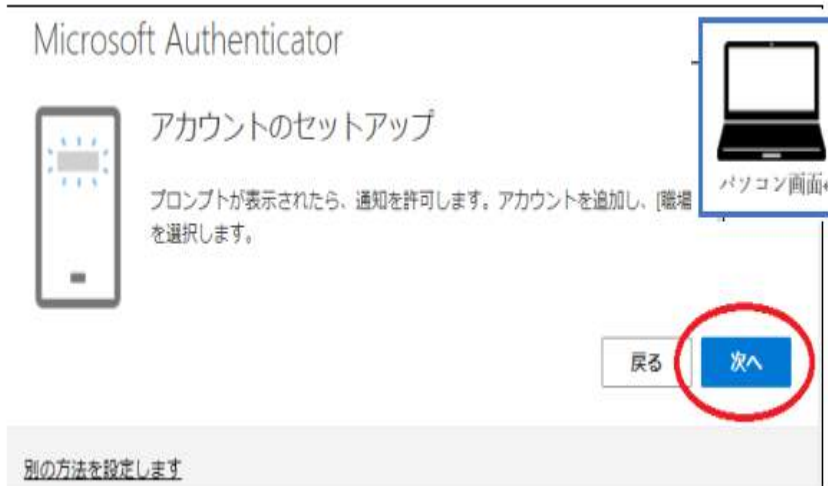 Microsoft Authenticator
アカウントのセットアップ
プロンプトが表示されたら、通知を許可します。アカウントを追加し、[職場
を選択します。
パソコン画面
戻る
次へ
別の方法を設定します